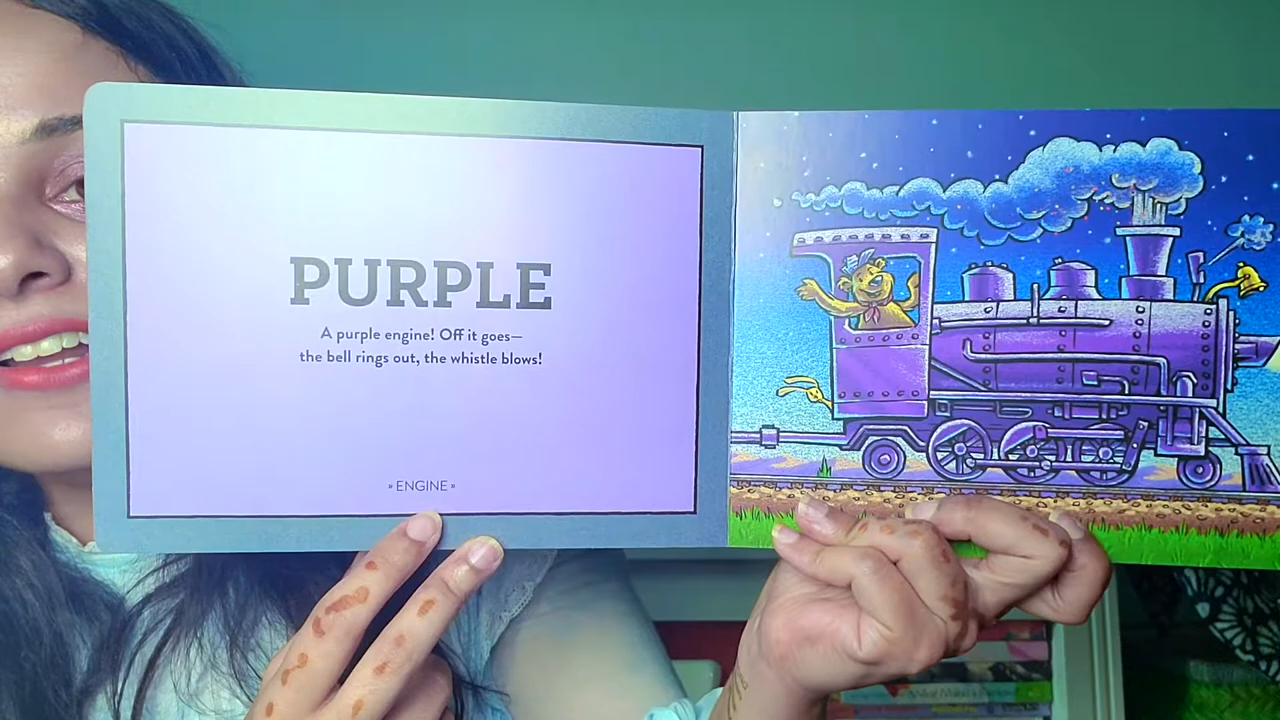 PURPLE
A purple engine! Off it goes—
the bell rings out, the whistle blows!
» ENGINE »